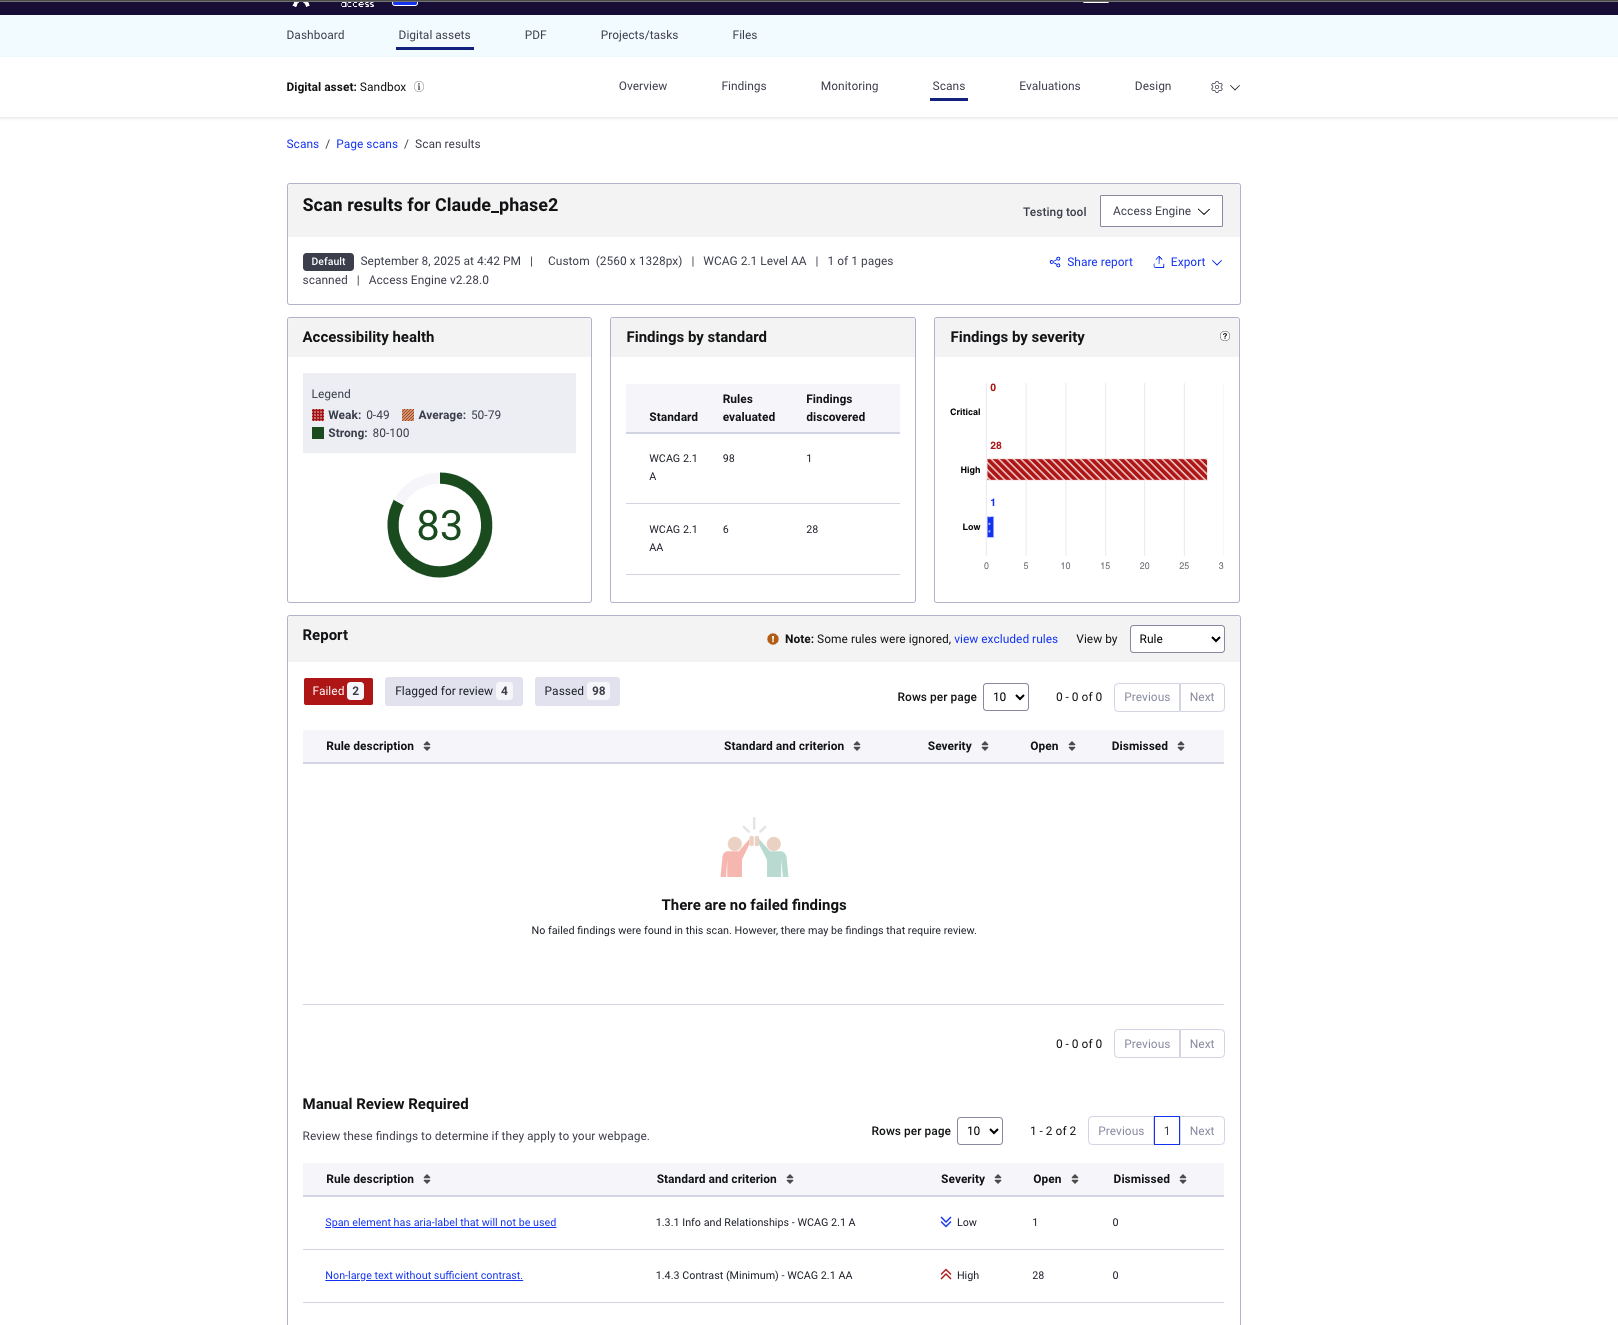 access
Dashboard
Digital assets
PDF
Projects/tasks
Files
Digital asset: Sandbox
Overview
Findings
Monitoring
Scans
Evaluations
Design
Scans / Page scans / Scan results
Scan results for Claude_phase2
Testing tool
Access Engine
Default September 8, 2025 at 4:42 PM | Custom (2560 x 1328px) | WCAG 2.1 Level AA | 1 of 1 pages
scanned | Access Engine v2.28.0
Share report
Export
Accessibility health
Legend
Weak: 0-49 Average: 50-79
Strong: 80-100
83
Findings by standard
Standard
Rules
evaluated
Findings
discovered
WCAG 2.1
A
98
1
WCAG 2.1
AA
6
28
Findings by severity
?
0
Critical
28
High
1
Low
0 5 10 15 20 25 3
Report
! Note: Some rules were ignored, view excluded rules
View by
Rule
Failed 2
Flagged for review 4
Passed 98
Rows per page 10
0 - 0 of 0
Previous
Next
Rule description
Standard and criterion
Severity
Open
Dismissed
There are no failed findings
No failed findings were found in this scan. However, there may be findings that require review.
0 - 0 of 0
Previous
Next
Manual Review Required
Review these findings to determine if they apply to your webpage.
Rows per page 10
1 - 2 of 2
Previous
1
Next
Rule description
Standard and criterion
Severity
Open
Dismissed
Span element has aria-label that will not be used
1.3.1 Info and Relationships - WCAG 2.1 A
Low
1
0
Non-large text without sufficient contrast.
1.4.3 Contrast (Minimum) - WCAG 2.1 AA
High
28
0